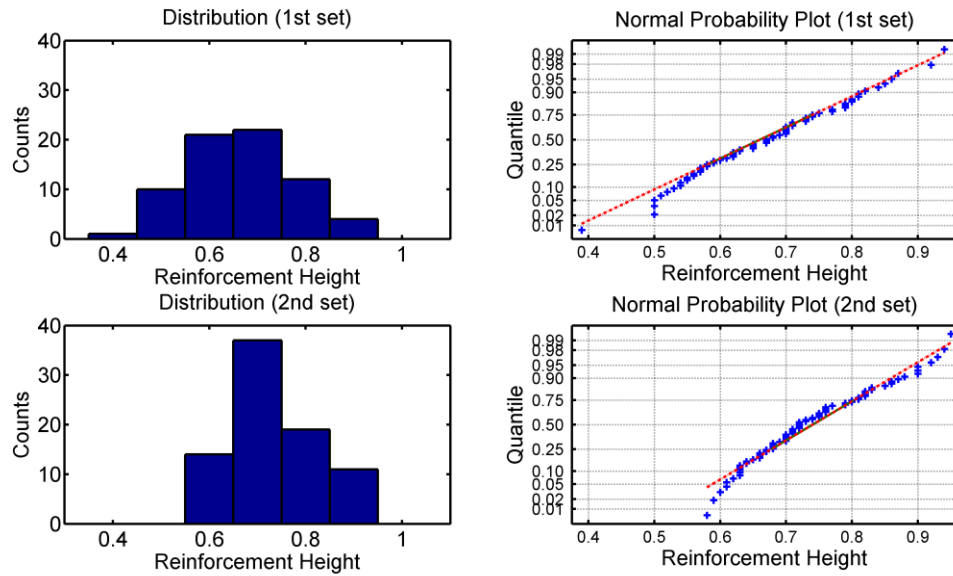 Distribution (1st set)
40
30
20
10
0
Counts
0.4 0.6 0.8 1
Reinforcement Height
Normal Probability Plot (1st set)
0.99
0.98
0.95
0.90
0.75
0.50
0.25
0.10
0.05
0.02
0.01
Quantile
0.4 0.5 0.6 0.7 0.8 0.9
Reinforcement Height
Distribution (2nd set)
40
30
20
10
0
Counts
0.4 0.6 0.8 1
Reinforcement Height
Normal Probability Plot (2nd set)
0.99
0.98
0.95
0.90
0.75
0.50
0.25
0.10
0.05
0.02
0.01
Quantile
0.4 0.5 0.6 0.7 0.8 0.9
Reinforcement Height